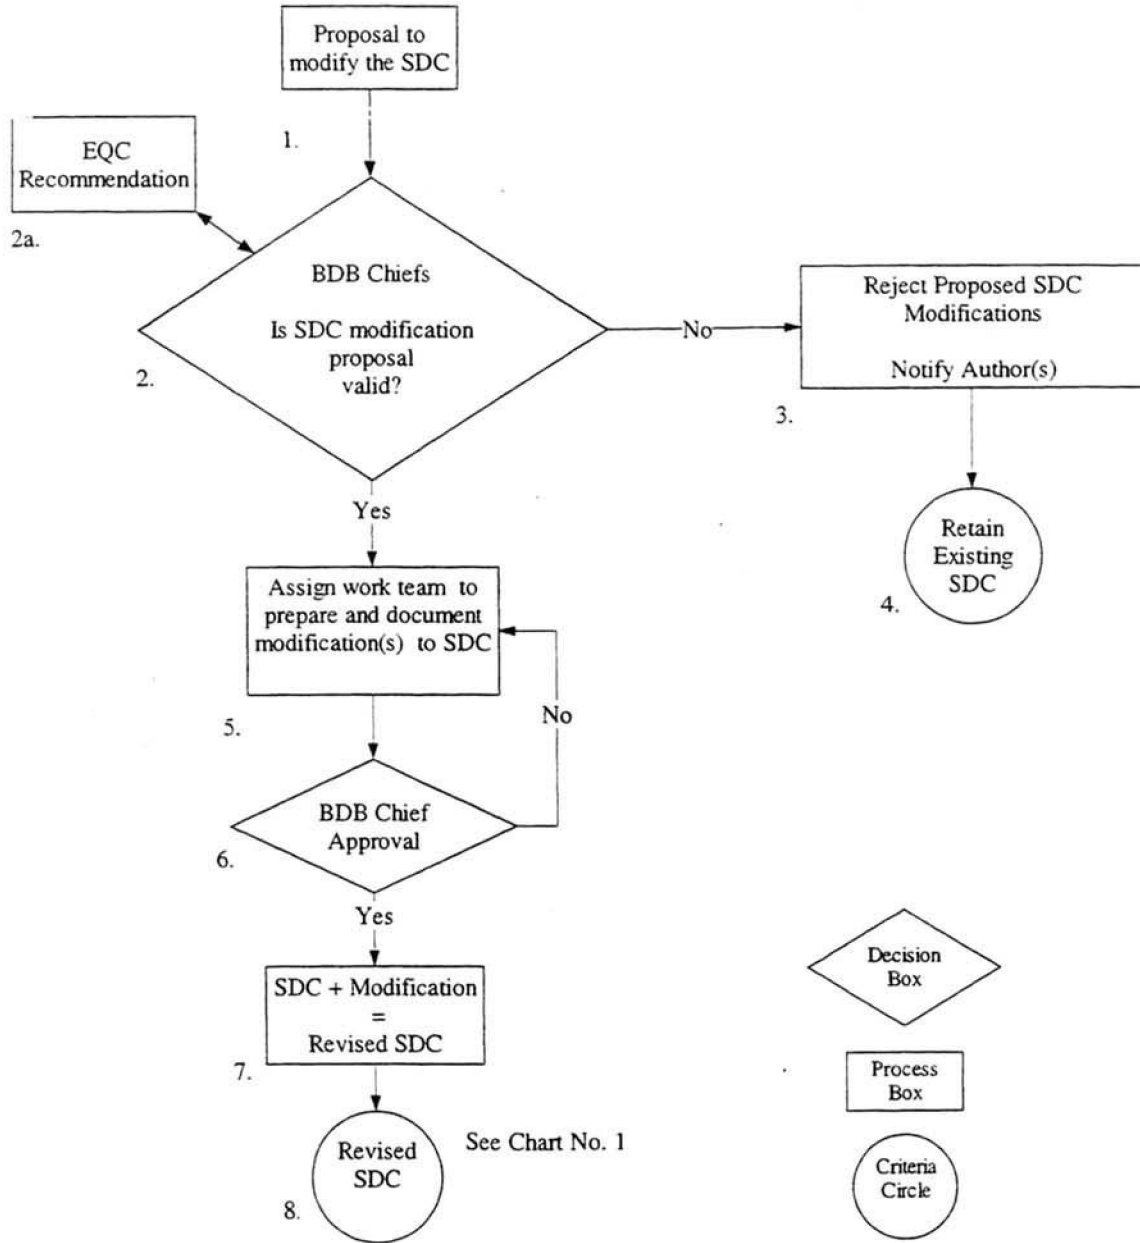 Proposal to
modify the SDC
1.
EQC
Recommendation
2a.
BDB Chiefs
Is SDC modification
proposal
valid?
2.
No
Reject Proposed SDC
Modifications
Notify Author(s)
3.
Yes
Retain
Existing
SDC
4.
Assign work team to
prepare and document
modification(s) to SDC
5.
No
BDB Chief
Approval
6.
Yes
SDC + Modification
=
Revised SDC
7.
See Chart No. 1
Revised
SDC
8.
Decision
Box
Process
Box
Criteria
Circle